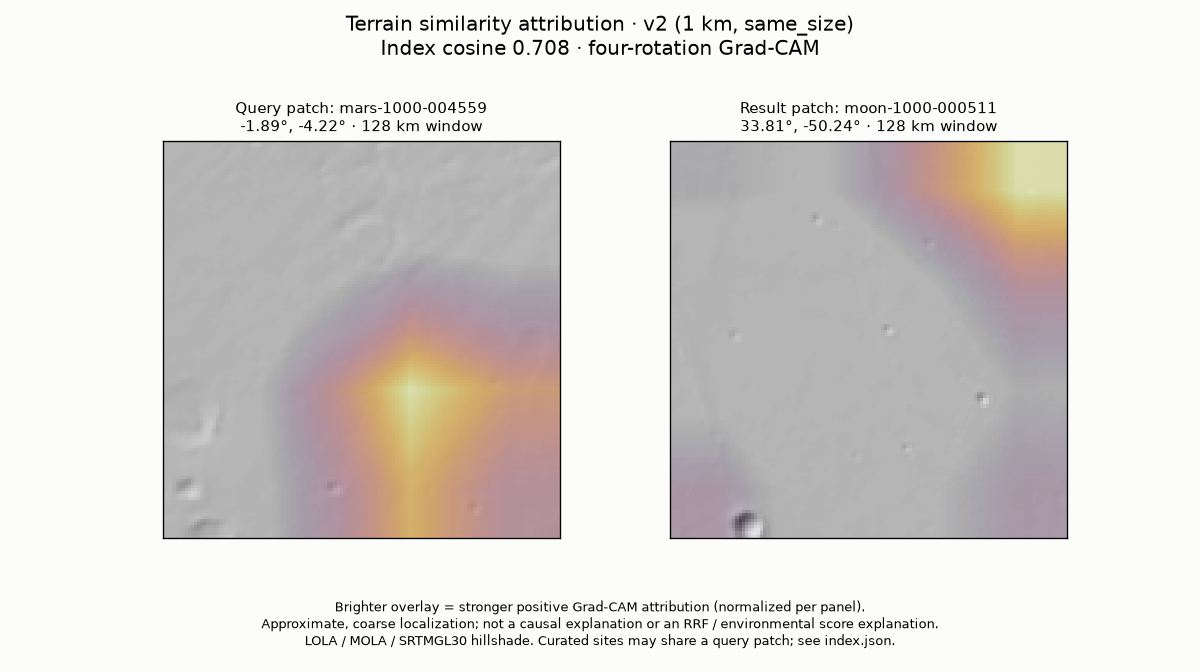 Terrain similarity attribution · v2 (1 km, same_size)
Index cosine 0.708 · four-rotation Grad-CAM
Query patch: mars-1000-004559
-1.89°, -4.22° · 128 km window
Result patch: moon-1000-000511
33.81°, -50.24° · 128 km window
Brighter overlay = stronger positive Grad-CAM attribution (normalized per panel).
Approximate, coarse localization; not a causal explanation or an RRF / environmental score explanation.
LOLA / MOLA / SRTMGL30 hillshade. Curated sites may share a query patch; see index.json.